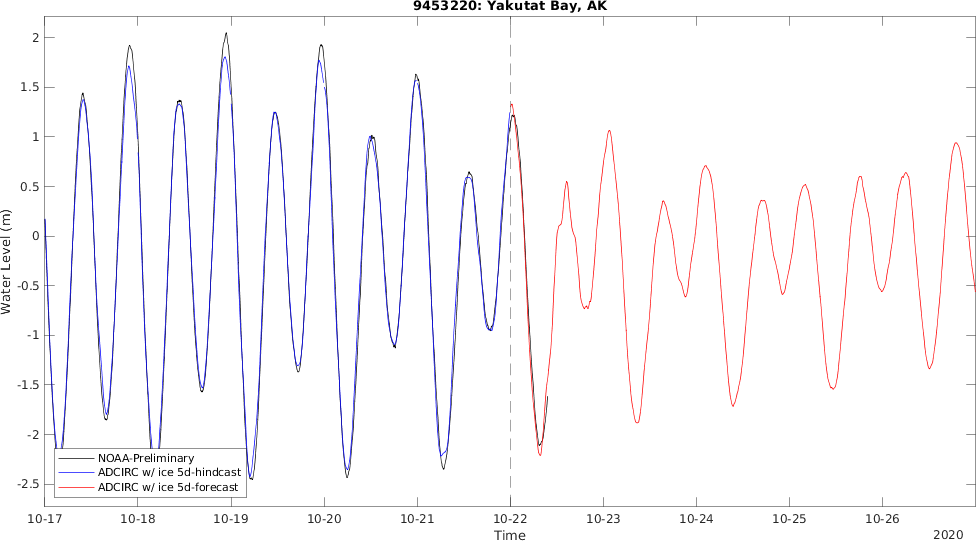 9453220: Yakutat Bay, AK
Water Level (m)
2
1.5
1
0.5
0
-0.5
-1
-1.5
-2
-2.5
NOAA-Preliminary
ADCIRC w/ ice 5d-hindcast
ADCIRC w/ ice 5d-forecast
10-17 10-18 10-19 10-20 10-21 10-22 10-23 10-24 10-25 10-26
Time
2020